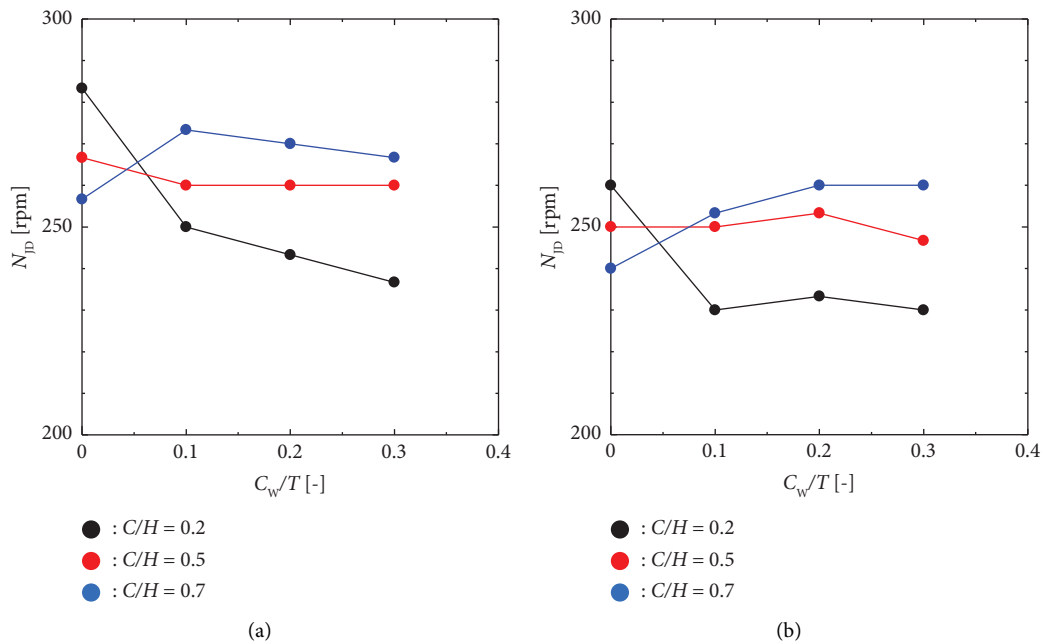 300
250
200
N_JD [rpm]
0
0.1
0.2
0.3
0.4
C_W/T [-]
: C/H = 0.2
: C/H = 0.5
: C/H = 0.7
(a)
300
250
200
N_JD [rpm]
0
0.1
0.2
0.3
0.4
C_W/T [-]
: C/H = 0.2
: C/H = 0.5
: C/H = 0.7
(b)